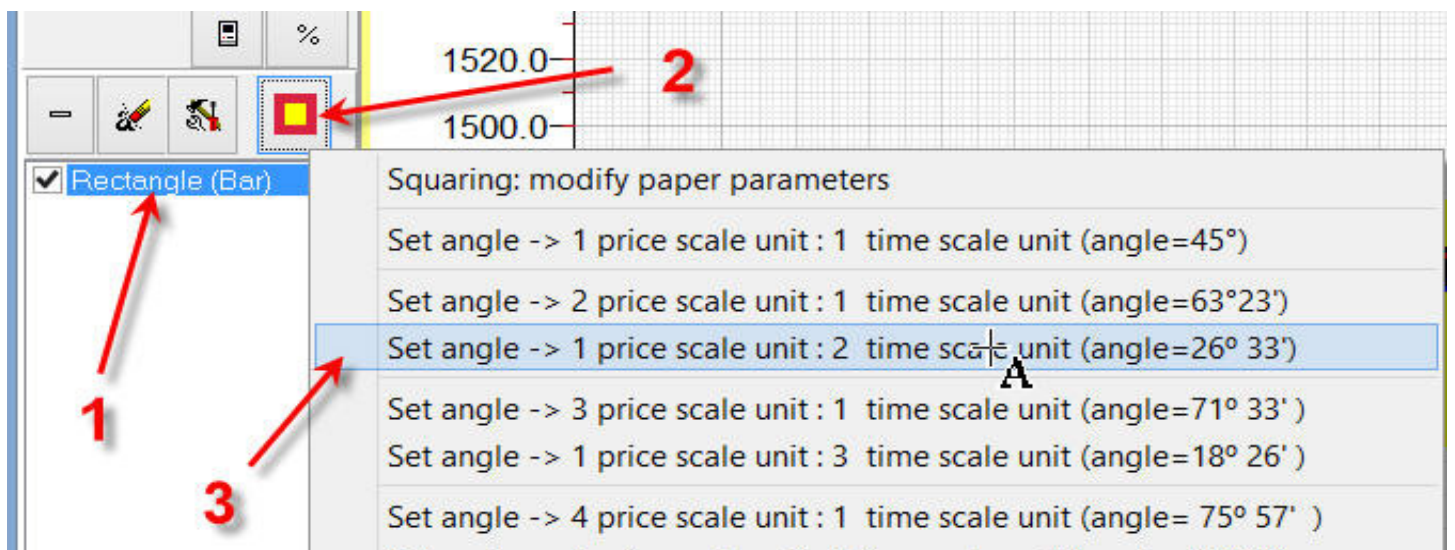 %
1520.0
2
1500.0
Rectangle (Bar)
Squaring: modify paper parameters
Set angle -> 1 price scale unit : 1 time scale unit (angle=45°)
Set angle -> 2 price scale unit : 1 time scale unit (angle=63°23')
Set angle -> 1 price scale unit : 2 time scale unit (angle=26º 33')
A
1
Set angle -> 3 price scale unit : 1 time scale unit (angle=71º 33' )
Set angle -> 1 price scale unit : 3 time scale unit (angle=18º 26' )
3
Set angle -> 4 price scale unit : 1 time scale unit (angle= 75º 57' )